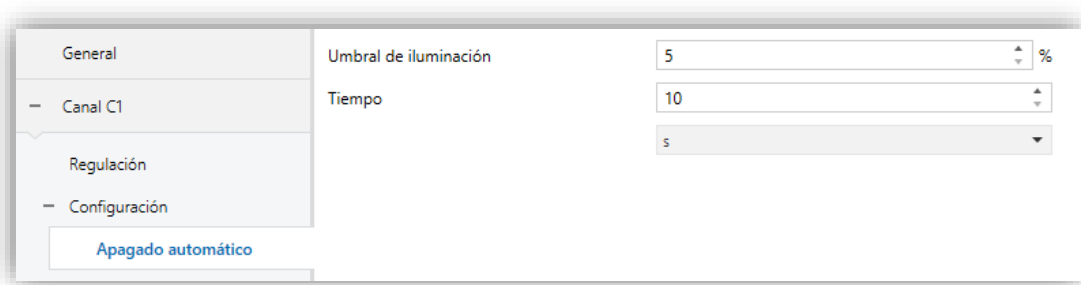 General
Canal C1
Regulación
Configuración
Apagado automático
Umbral de iluminación 5 %
Tiempo 10
s